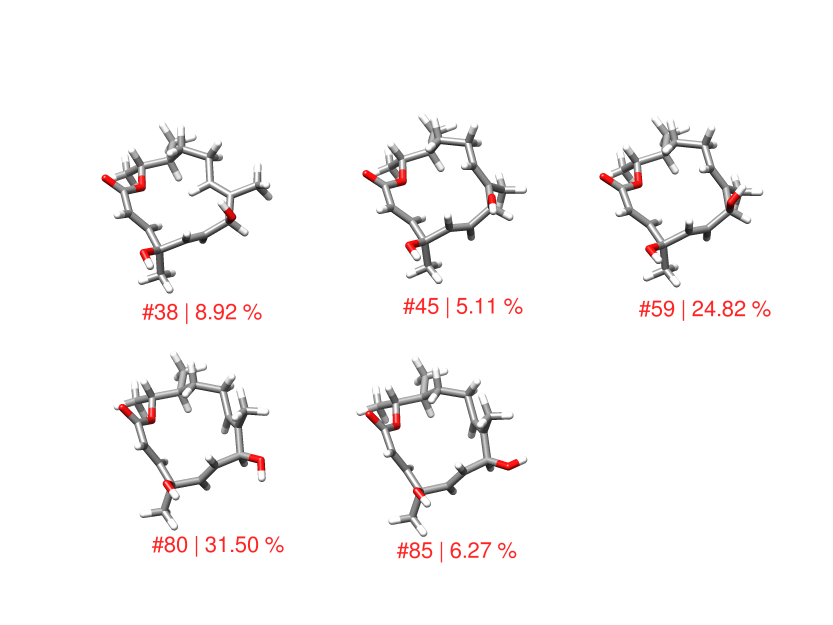 #38 | 8.92 %
#45 | 5.11 %
#59 | 24.82 %
#80 | 31.50 %
#85 | 6.27 %